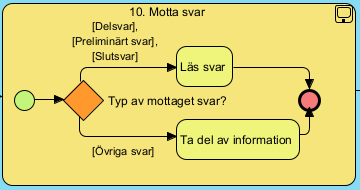 10. Motta svar
[Delsvar],
[Preliminärt svar],
[Slutsvar]
Läs svar
Typ av mottaget svar?
Ta del av information
[Övriga svar]